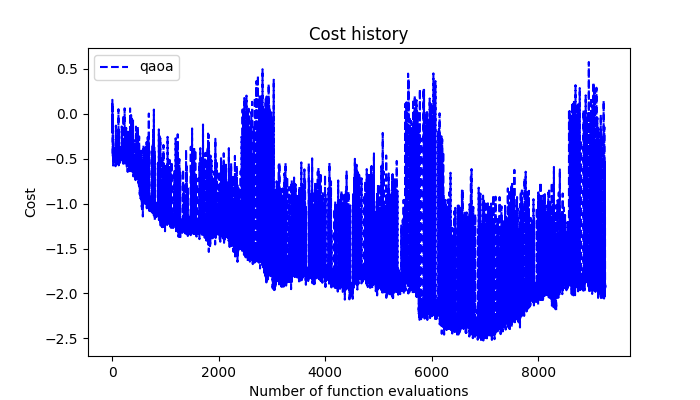 Cost history
qaoa
0.5
0.0
−0.5
−1.0
−1.5
−2.0
−2.5
Cost
0 2000 4000 6000 8000
Number of function evaluations